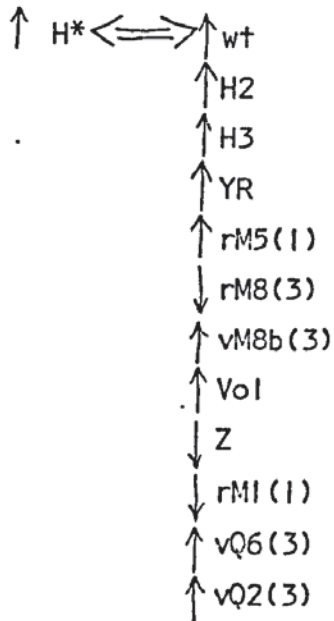 ↑ H* ⟺ ↑ wt
↑ H2
↑ H3
↑ YR
↑ rM5(1)
↓ rM8(3)
↑ vM8b(3)
↑ Vol
↓ Z
↓ rM1(1)
↑ vQ6(3)
↑ vQ2(3)